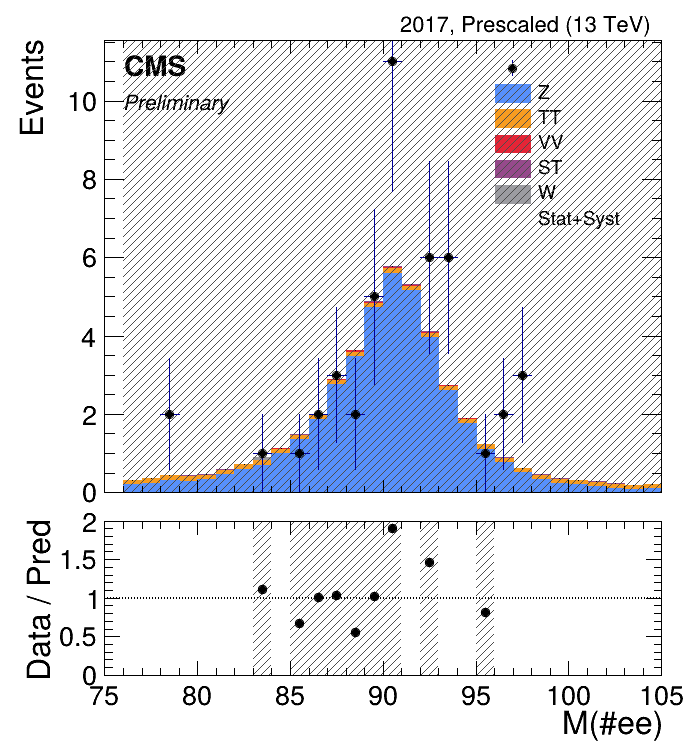 2017, Prescaled (13 TeV)
CMS
Preliminary
Events
10
8
6
4
2
0
Z
TT
VV
ST
W
Stat+Syst
Data / Pred
2
1.5
1
0.5
0
75 80 85 90 95 100 105
M(#ee)